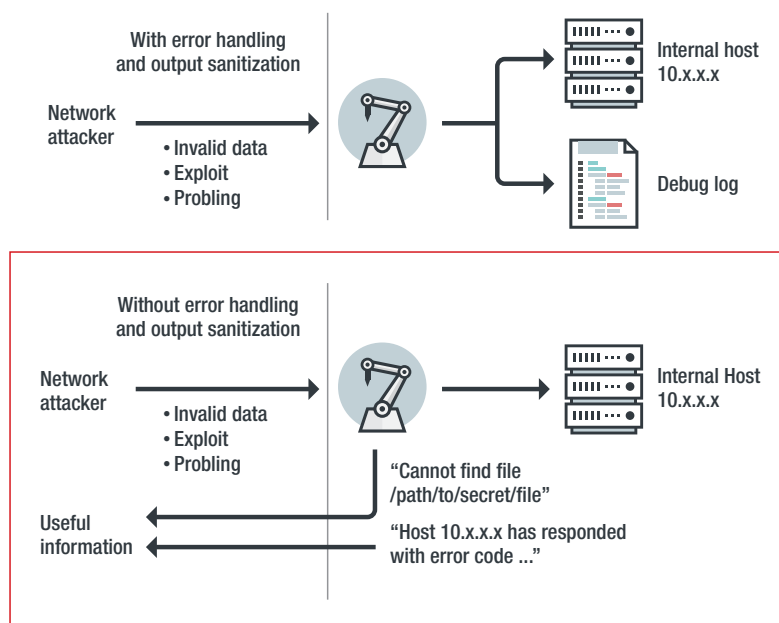 With error handling
and output sanitization
Network
attacker
• Invalid data
• Exploit
• Probling
Internal host
10.x.x.x
Debug log
Without error handling
and output sanitization
Network
attacker
• Invalid data
• Exploit
• Probling
Internal Host
10.x.x.x
“Cannot find file
/path/to/secret/file”
Useful
information
“Host 10.x.x.x has responded
with error code ...”